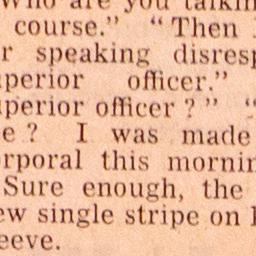 who are you talkin
course." "Then I
r speaking disresp
perior officer."
perior officer ? " "
e ? I was made
rporal this mornin
Sure enough, the
ew single stripe on
eeve.